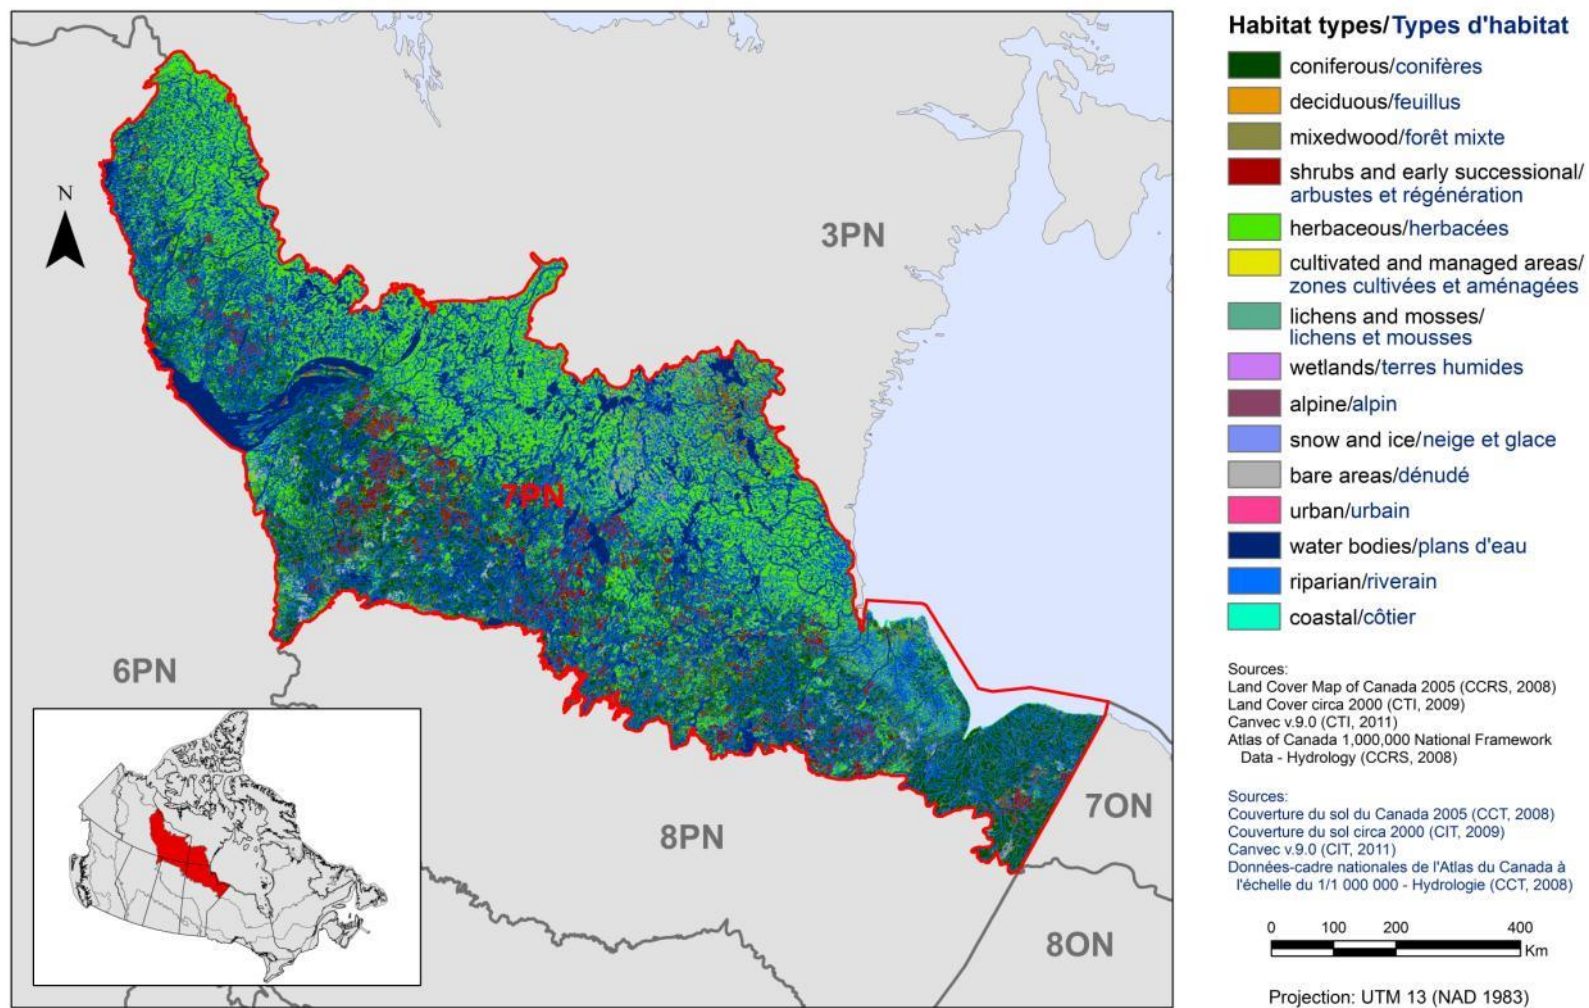 N
3PN
7PN
6PN
8PN
7ON
8ON
Habitat types/Types d'habitat
coniferous/conifères
deciduous/feuillus
mixedwood/forêt mixte
shrubs and early successional/
arbustes et régénération
herbaceous/herbacées
cultivated and managed areas/
zones cultivées et aménagées
lichens and mosses/
lichens et mousses
wetlands/terres humides
alpine/alpin
snow and ice/neige et glace
bare areas/dénudé
urban/urbain
water bodies/plans d'eau
riparian/riverain
coastal/côtier
Sources:
Land Cover Map of Canada 2005 (CCRS, 2008)
Land Cover circa 2000 (CTI, 2009)
Canvec v.9.0 (CTI, 2011)
Atlas of Canada 1,000,000 National Framework
Data - Hydrology (CCRS, 2008)
Sources:
Couverture du sol du Canada 2005 (CCT, 2008)
Couverture du sol circa 2000 (CIT, 2009)
Canvec v.9.0 (CIT, 2011)
Données-cadre nationales de l'Atlas du Canada à
l'échelle du 1/1 000 000 - Hydrologie (CCT, 2008)
0 100 200 400
Km
Projection: UTM 13 (NAD 1983)